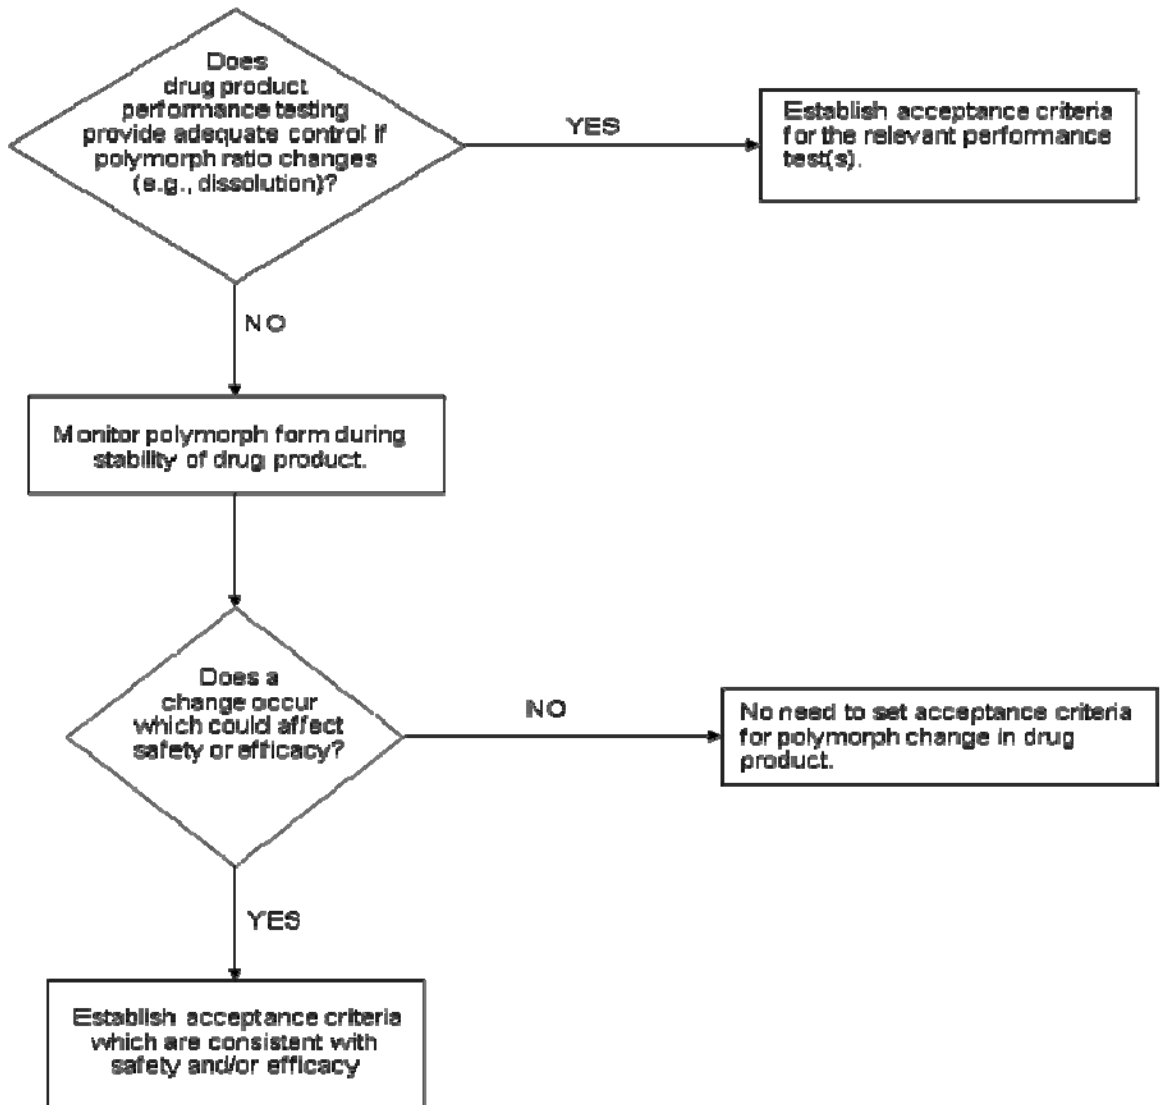 Does
drug product
performance testing
provide adequate control if
polymorph ratio changes
(e.g., dissolution)?
YES
Establish acceptance criteria
for the relevant performance
test(s).
NO
Monitor polymorph form during
stability of drug product.
Does a
change occur
which could affect
safety or efficacy?
NO
No need to set acceptance criteria
for polymorph change in drug
product.
YES
Establish acceptance criteria
which are consistent with
safety and/or efficacy